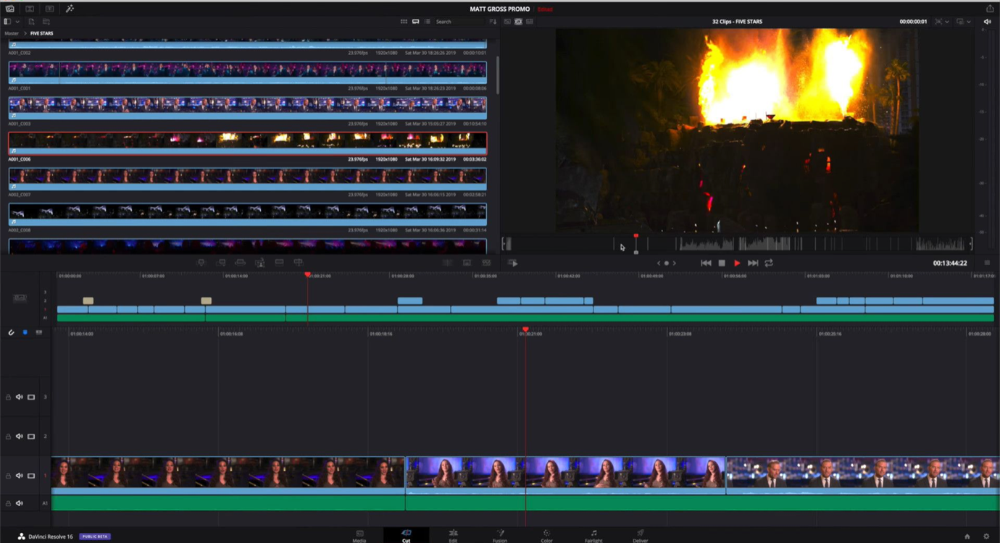 MATT GROSS PROMO Edited
Search
32 Clips - FIVE STARS
00:00:00:01
Master > FIVE STARS
A001_C002 23.976fps 1920x1080 Sat Mar 30 18:26:26 2019 00:00:10:01
A001_C001 23.976fps 1920x1080 Sat Mar 30 18:26:23 2019 00:00:08:06
A001_C003 23.976fps 1920x1080 Sat Mar 30 15:05:27 2019 00:10:54:10
A001_C006 23.976fps 1920x1080 Sat Mar 30 16:09:32 2019 00:03:36:02
A002_C007 23.976fps 1920x1080 Sat Mar 30 16:06:15 2019 00:02:58:21
A002_C008 23.976fps 1920x1080 Sat Mar 30 16:06:36 2019 00:00:31:14
00:13:44:22
01:00:00:00 01:00:07:00 01:00:14:00 01:00:21:00 01:00:28:00 01:00:35:00 01:00:42:00 01:00:49:00 01:00:56:00 01:01:03:00 01:01:10:00 01:01:17:0
3
2
1
A1
01:00:14:00 01:00:16:08 01:00:18:16 01:00:21:00 01:00:23:08 01:00:25:16 01:00:28:00
3
2
1
A1
DaVinci Resolve 16 PUBLIC BETA
Media Cut Edit Fusion Color Fairlight Deliver